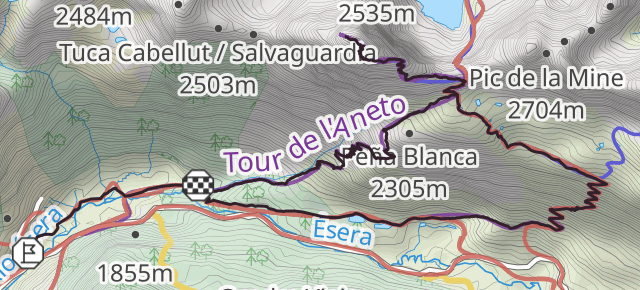 2484m
2535m
Tuca Cabellut / Salvaguardia
2503m
Pic de la Mine
2704m
Tour de l'Aneto
Peña Blanca
2305m
Esera
1855m